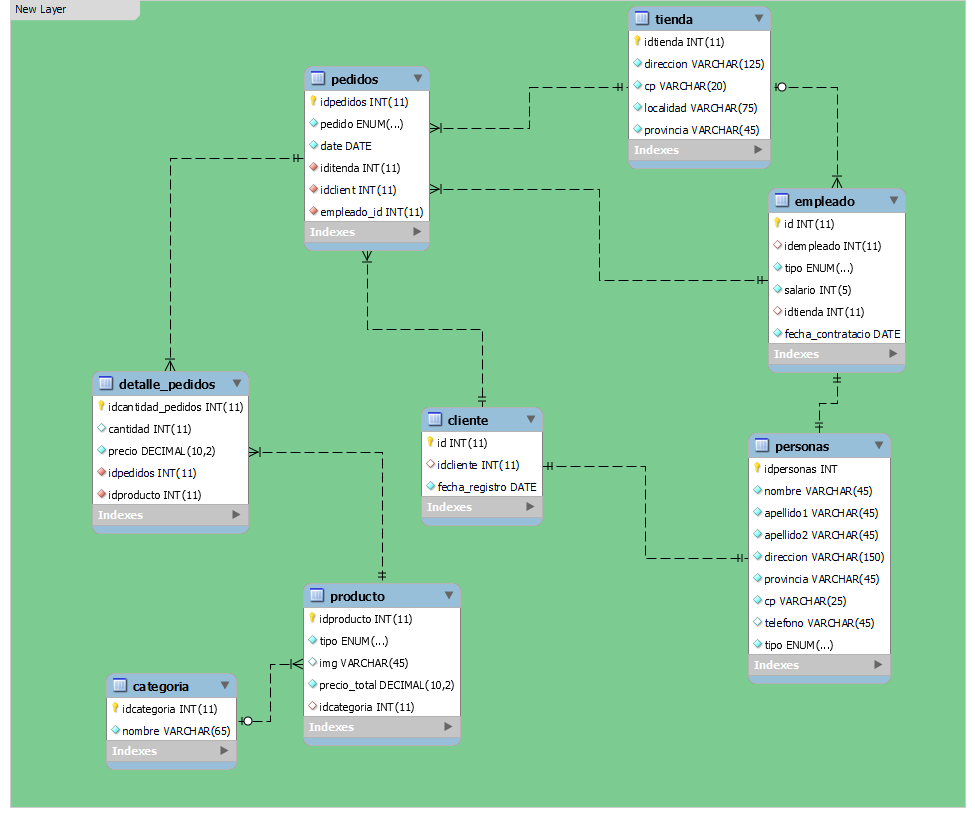 New Layer
tienda
idtienda INT(11)
direccion VARCHAR(125)
cp VARCHAR(20)
localidad VARCHAR(75)
provincia VARCHAR(45)
Indexes
pedidos
idpedidos INT(11)
pedido ENUM(...)
date DATE
iditenda INT(11)
idclient INT(11)
empleado_id INT(11)
Indexes
empleado
id INT(11)
idempleado INT(11)
tipo ENUM(...)
salario INT(5)
idtienda INT(11)
fecha_contratacio DATE
Indexes
detalle_pedidos
idcantidad_pedidos INT(11)
cantidad INT(11)
precio DECIMAL(10,2)
idpedidos INT(11)
idproducto INT(11)
Indexes
cliente
id INT(11)
idcliente INT(11)
fecha_registro DATE
Indexes
personas
idpersonas INT
nombre VARCHAR(45)
apellido1 VARCHAR(45)
apellido2 VARCHAR(45)
direccion VARCHAR(150)
provincia VARCHAR(45)
cp VARCHAR(25)
telefono VARCHAR(45)
tipo ENUM(...)
Indexes
producto
idproducto INT(11)
tipo ENUM(...)
img VARCHAR(45)
precio_total DECIMAL(10,2)
idcategoria INT(11)
Indexes
categoria
idcategoria INT(11)
nombre VARCHAR(65)
Indexes